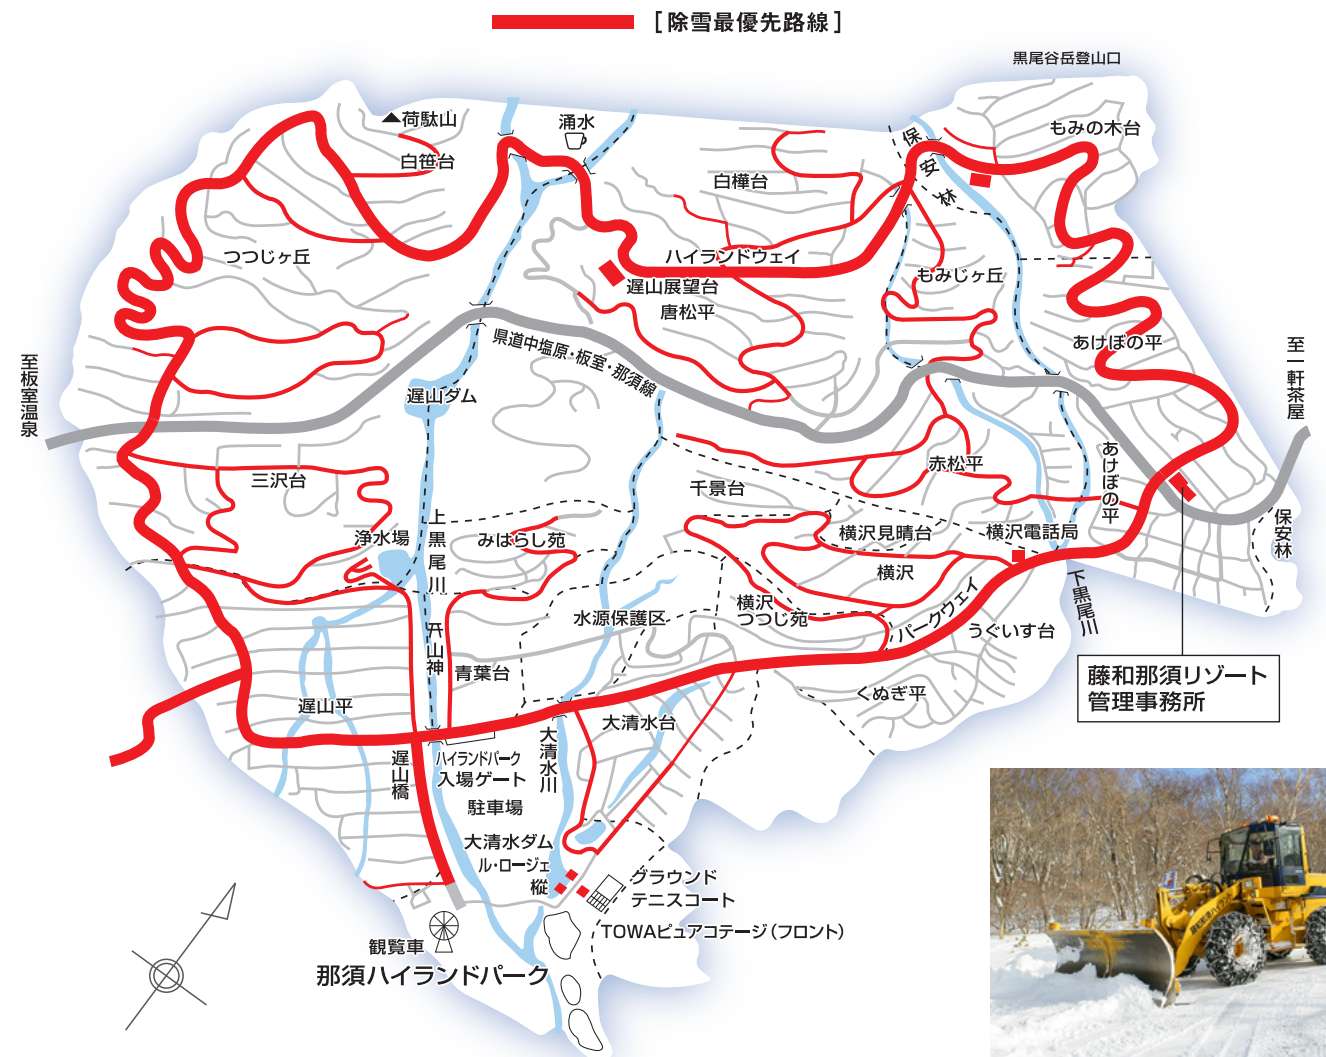 [除雪最優先路線]
黒尾谷岳登山口
▲荷駄山
涌水
保安林
もみの木台
白笹台
白樺台
つつじヶ丘
ハイランドウェイ
もみじヶ丘
遅山展望台
唐松平
県道中塩原・板室・那須線
あけぼの平
至一軒茶屋
至板室温泉
遅山ダム
三沢台
千景台
赤松平
あけぼの平
保安林
上黒尾川
浄水場
みはらし苑
横沢見晴台
横沢電話局
横沢
下黒尾川
水源保護区
横沢
つつじ苑
パークウェイ
うぐいす台
山神
青葉台
藤和那須リゾート
管理事務所
遅山平
くぬぎ平
大清水台
遅山橋
ハイランドパーク
入場ゲート
大清水川
駐車場
大清水ダム
ル・ロージェ
樅
グラウンド
テニスコート
TOWAピュアコテージ(フロント)
観覧車
那須ハイランドパーク